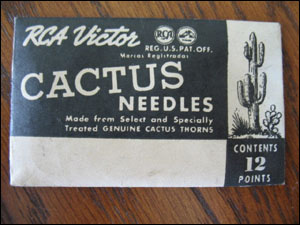 RCA Victor
RCA
REG. U.S. PAT. OFF.
Marcas Registradas
CACTUS
NEEDLES
Made from Select and Specially
Treated GENUINE CACTUS THORNS
CONTENTS
12
POINTS